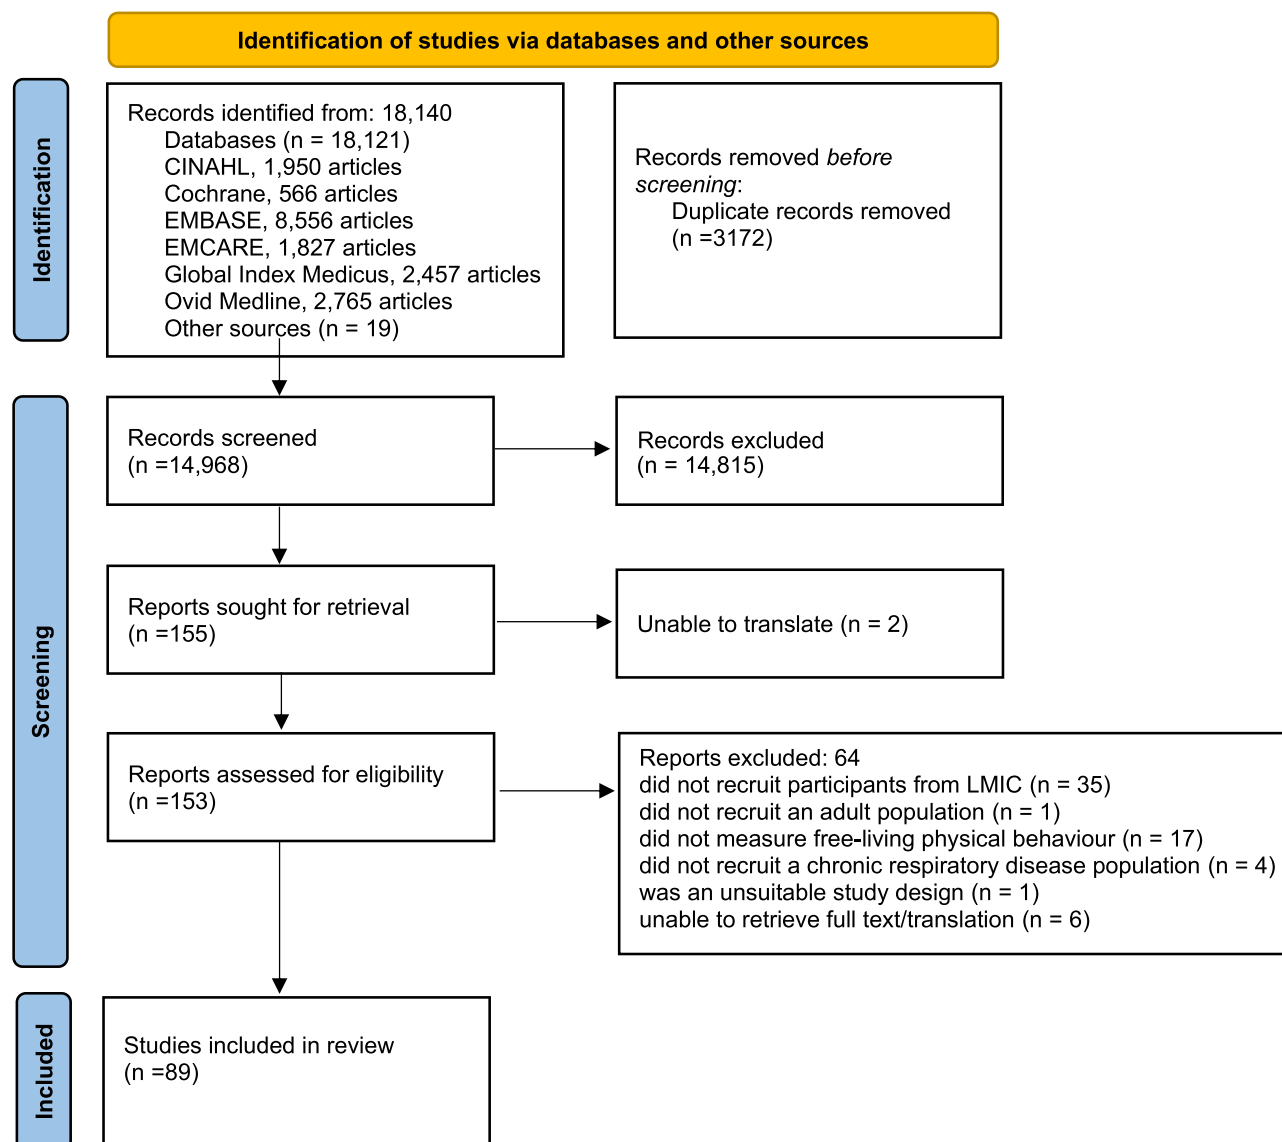 Identification of studies via databases and other sources
Identification
Records identified from: 18,140
Databases (n = 18,121)
CINAHL, 1,950 articles
Cochrane, 566 articles
EMBASE, 8,556 articles
EMCARE, 1,827 articles
Global Index Medicus, 2,457 articles
Ovid Medline, 2,765 articles
Other sources (n = 19)
Records removed before
screening:
Duplicate records removed
(n =3172)
Screening
Records screened
(n =14,968)
Records excluded
(n = 14,815)
Reports sought for retrieval
(n =155)
Unable to translate (n = 2)
Reports assessed for eligibility
(n =153)
Reports excluded: 64
did not recruit participants from LMIC (n = 35)
did not recruit an adult population (n = 1)
did not measure free-living physical behaviour (n = 17)
did not recruit a chronic respiratory disease population (n = 4)
was an unsuitable study design (n = 1)
unable to retrieve full text/translation (n = 6)
Included
Studies included in review
(n =89)